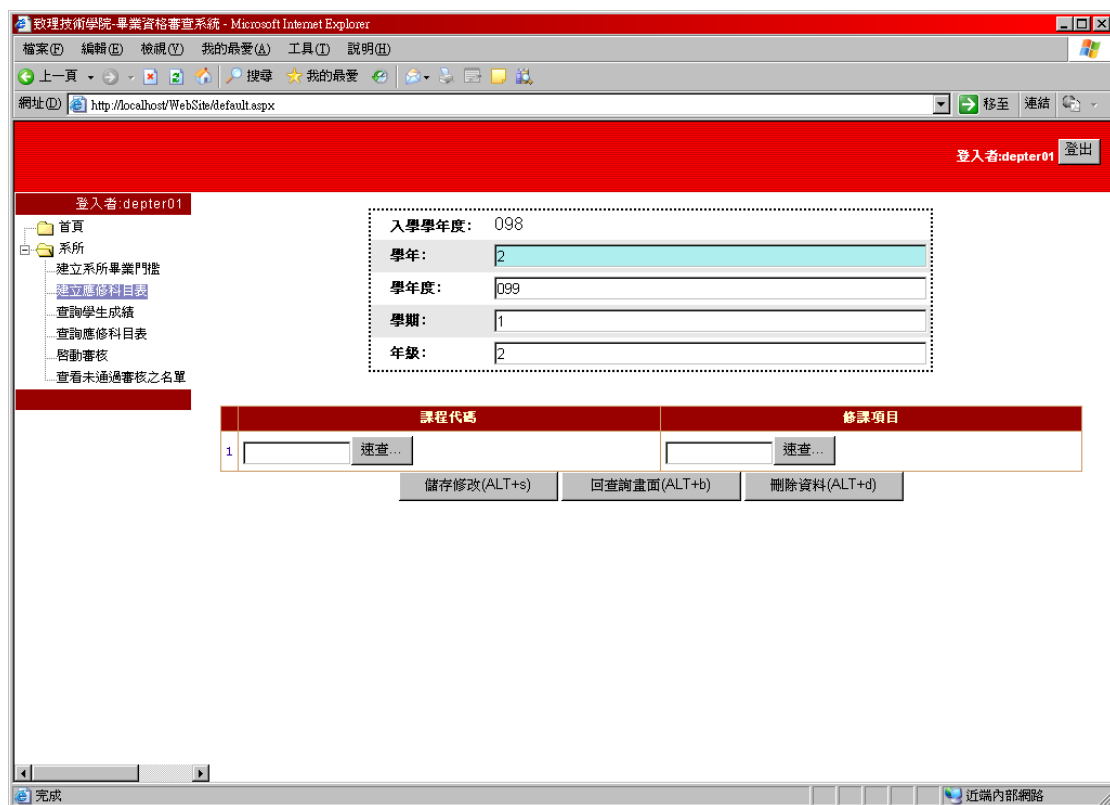 致理技術學院-畢業資格審查系統 - Microsoft Internet Explorer
檔案(F) 編輯(E) 檢視(V) 我的最愛(A) 工具(T) 說明(H)
上一頁 搜尋 我的最愛
網址(D) http://localhost/WebSite/default.aspx 移至 連結
登入者:depter01 登出
登入者:depter01
首頁
系所
建立系所畢業門檻
建立應修科目表
查詢學生成績
查詢應修科目表
啓動審核
查看未通過審核之名單
入學學年度: 098
學年: 2
學年度: 099
學期: 1
年級: 2
課程代碼 修課項目
1 速查... 速查...
儲存修改(ALT+s) 回查詢畫面(ALT+b) 刪除資料(ALT+d)
完成 近端內部網路